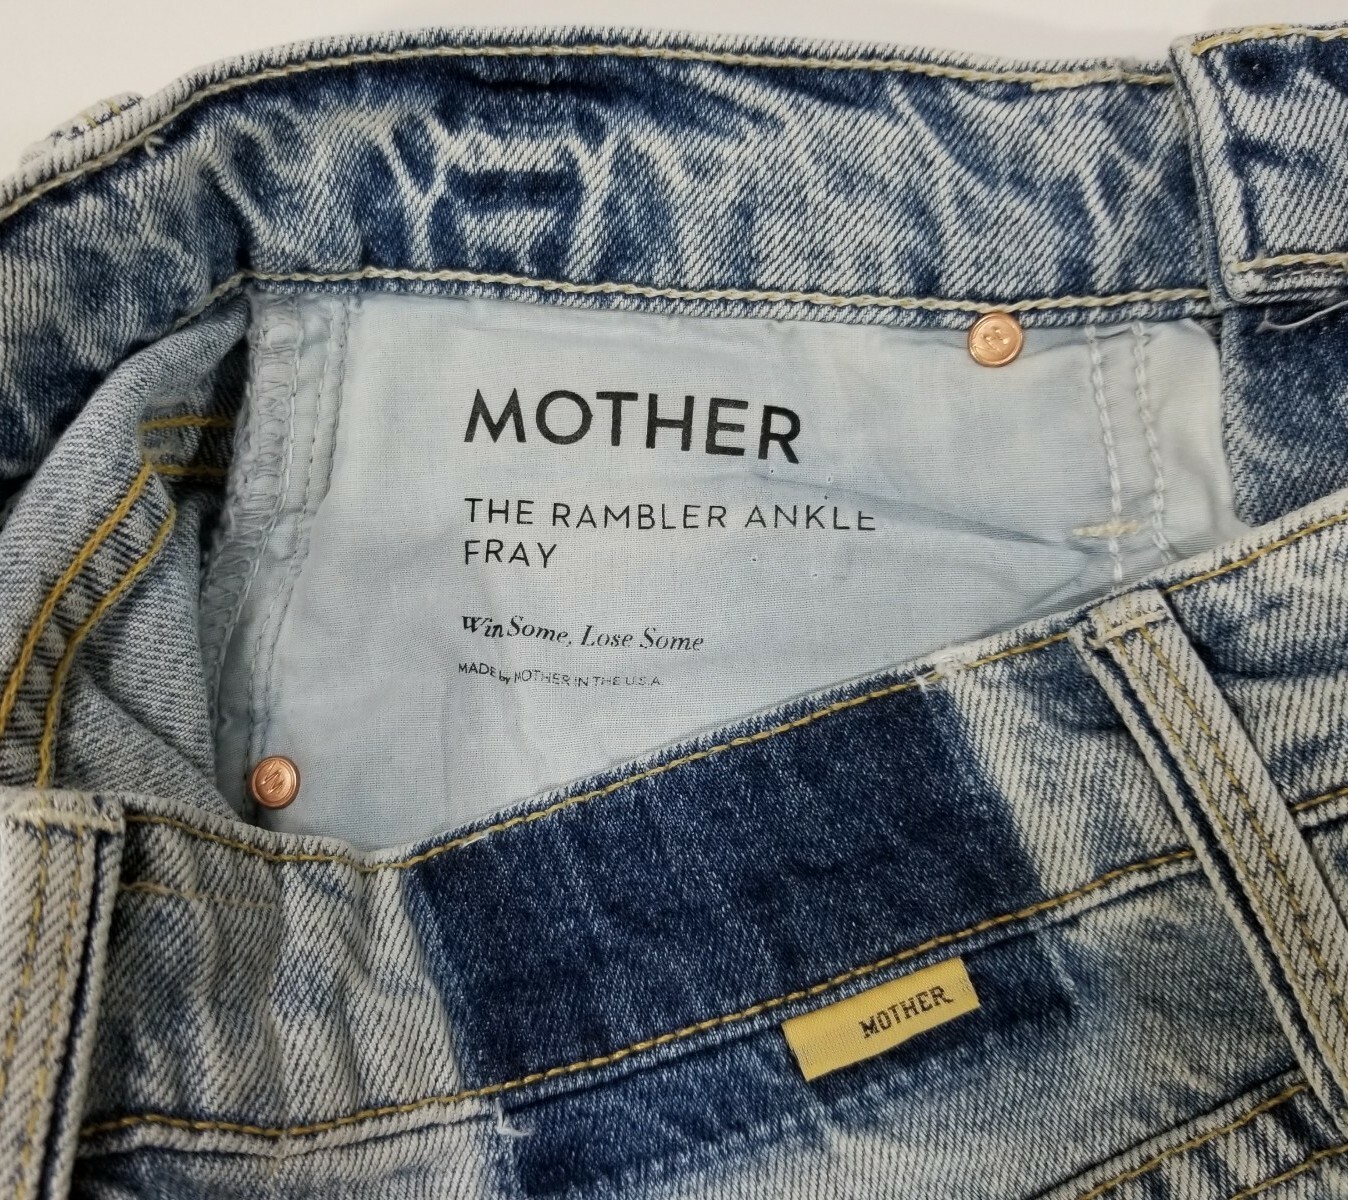 MOTHER
THE RAMBLER ANKLE
FRAY
Win Some, Lose Some
MADE by MOTHER IN THE U.S.A.
MOTHER